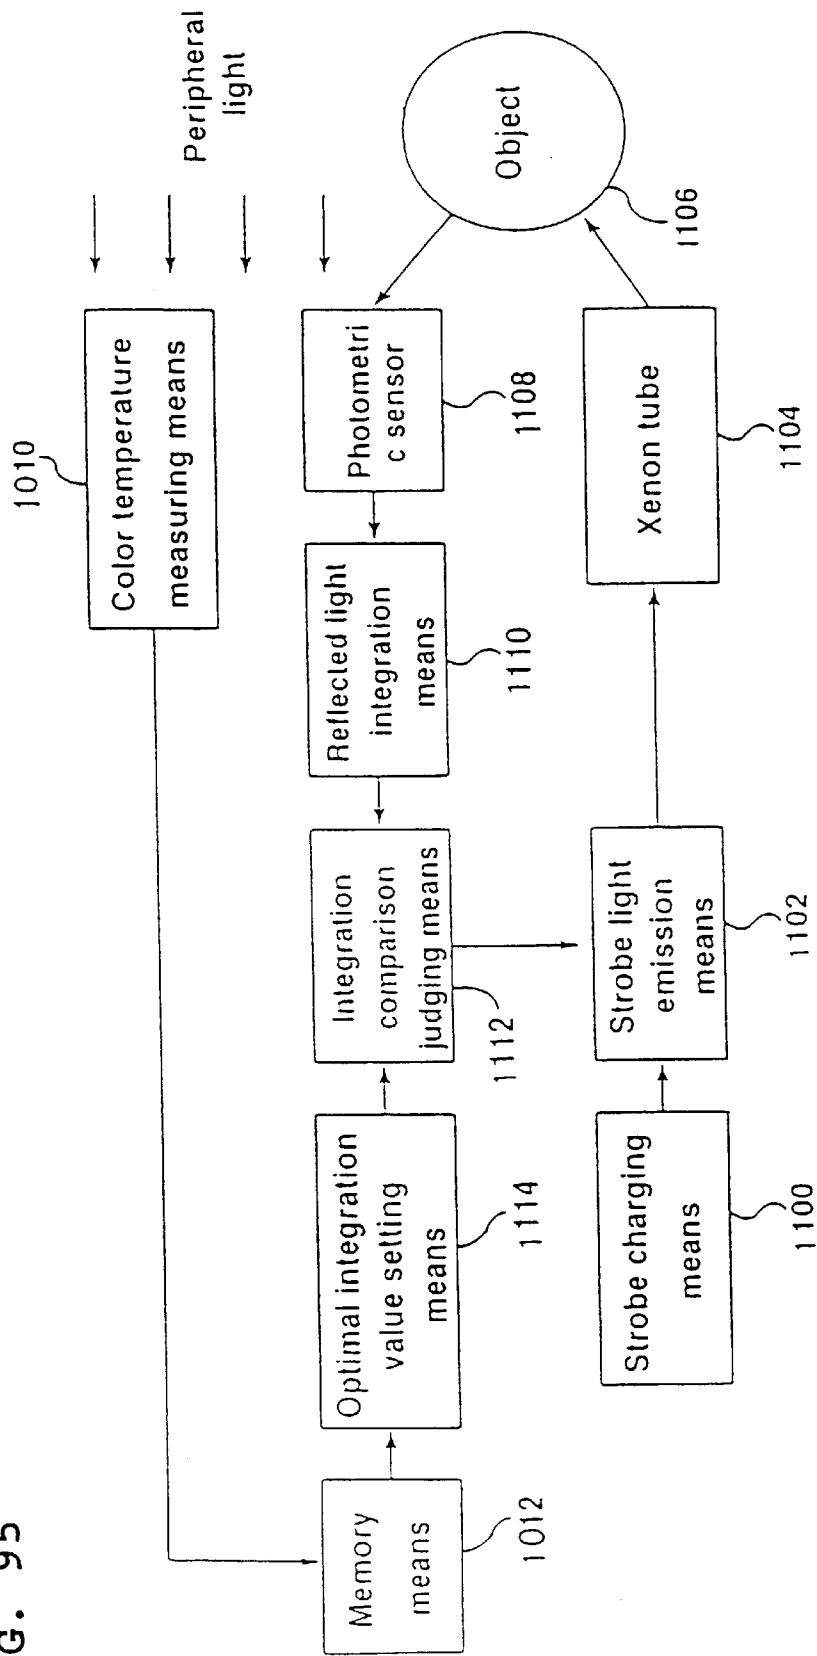 G. 95
1010
Color temperature
measuring means
Peripheral
light
Memory
means
1012
Optimal integration
value setting
means
1114
Integration
comparison
judging means
1112
Reflected light
integration
means
1110
Photometri
c sensor
1108
Object
1106
Strobe charging
means
1100
Strobe light
emission
means
1102
Xenon tube
1104